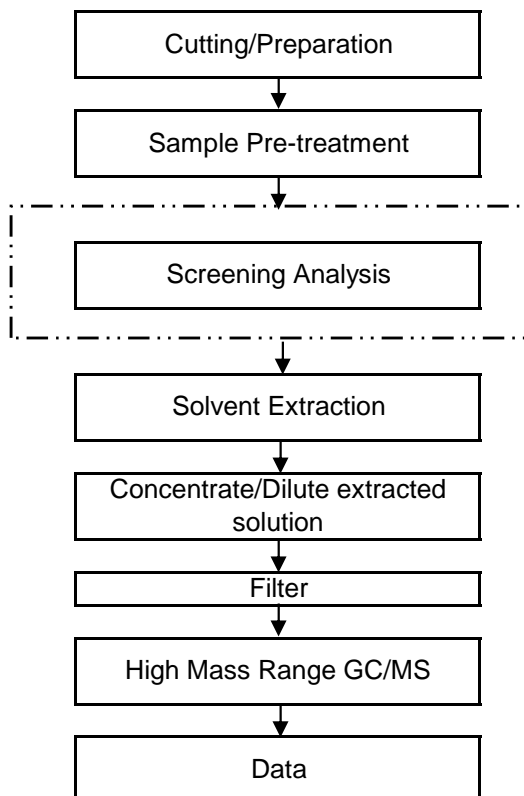 Cutting/Preparation
Sample Pre-treatment
Screening Analysis
Solvent Extraction
Concentrate/Dilute extracted
solution
Filter
High Mass Range GC/MS
Data